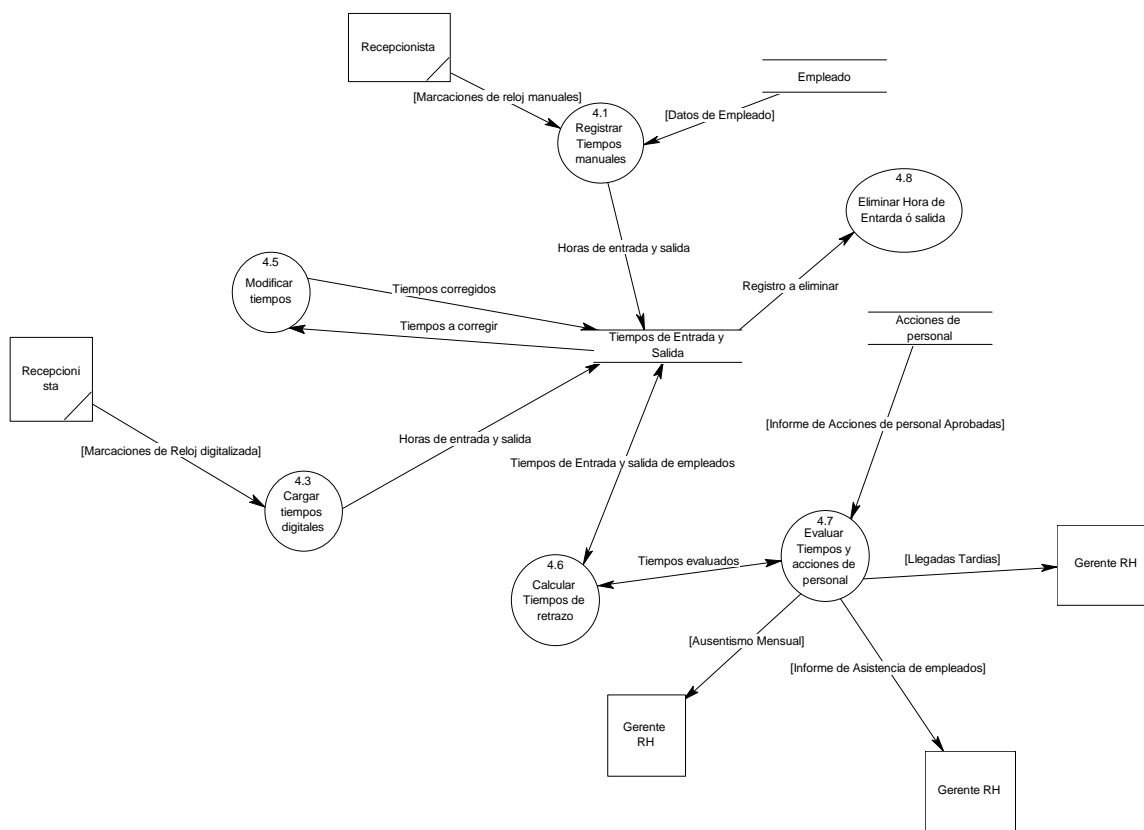 Recepcionista
Empleado
[Marcaciones de reloj manuales]
[Datos de Empleado]
4.1
Registrar
Tiempos
manuales
4.8
Eliminar Hora de
Entarda ó salida
Horas de entrada y salida
4.5
Modificar
tiempos
Tiempos corregidos
Registro a eliminar
Tiempos a corregir
Tiempos de Entrada y
Salida
Acciones de
personal
Recepcioni
sta
[Informe de Acciones de personal Aprobadas]
Horas de entrada y salida
[Marcaciones de Reloj digitalizada]
Tiempos de Entrada y salida de empleados
4.3
Cargar
tiempos
digitales
4.7
Evaluar
Tiempos y
acciones de
personal
Tiempos evaluados
[Llegadas Tardias]
Gerente RH
4.6
Calcular
Tiempos de
retrazo
[Ausentismo Mensual]
[Informe de Asistencia de empleados]
Gerente
RH
Gerente RH